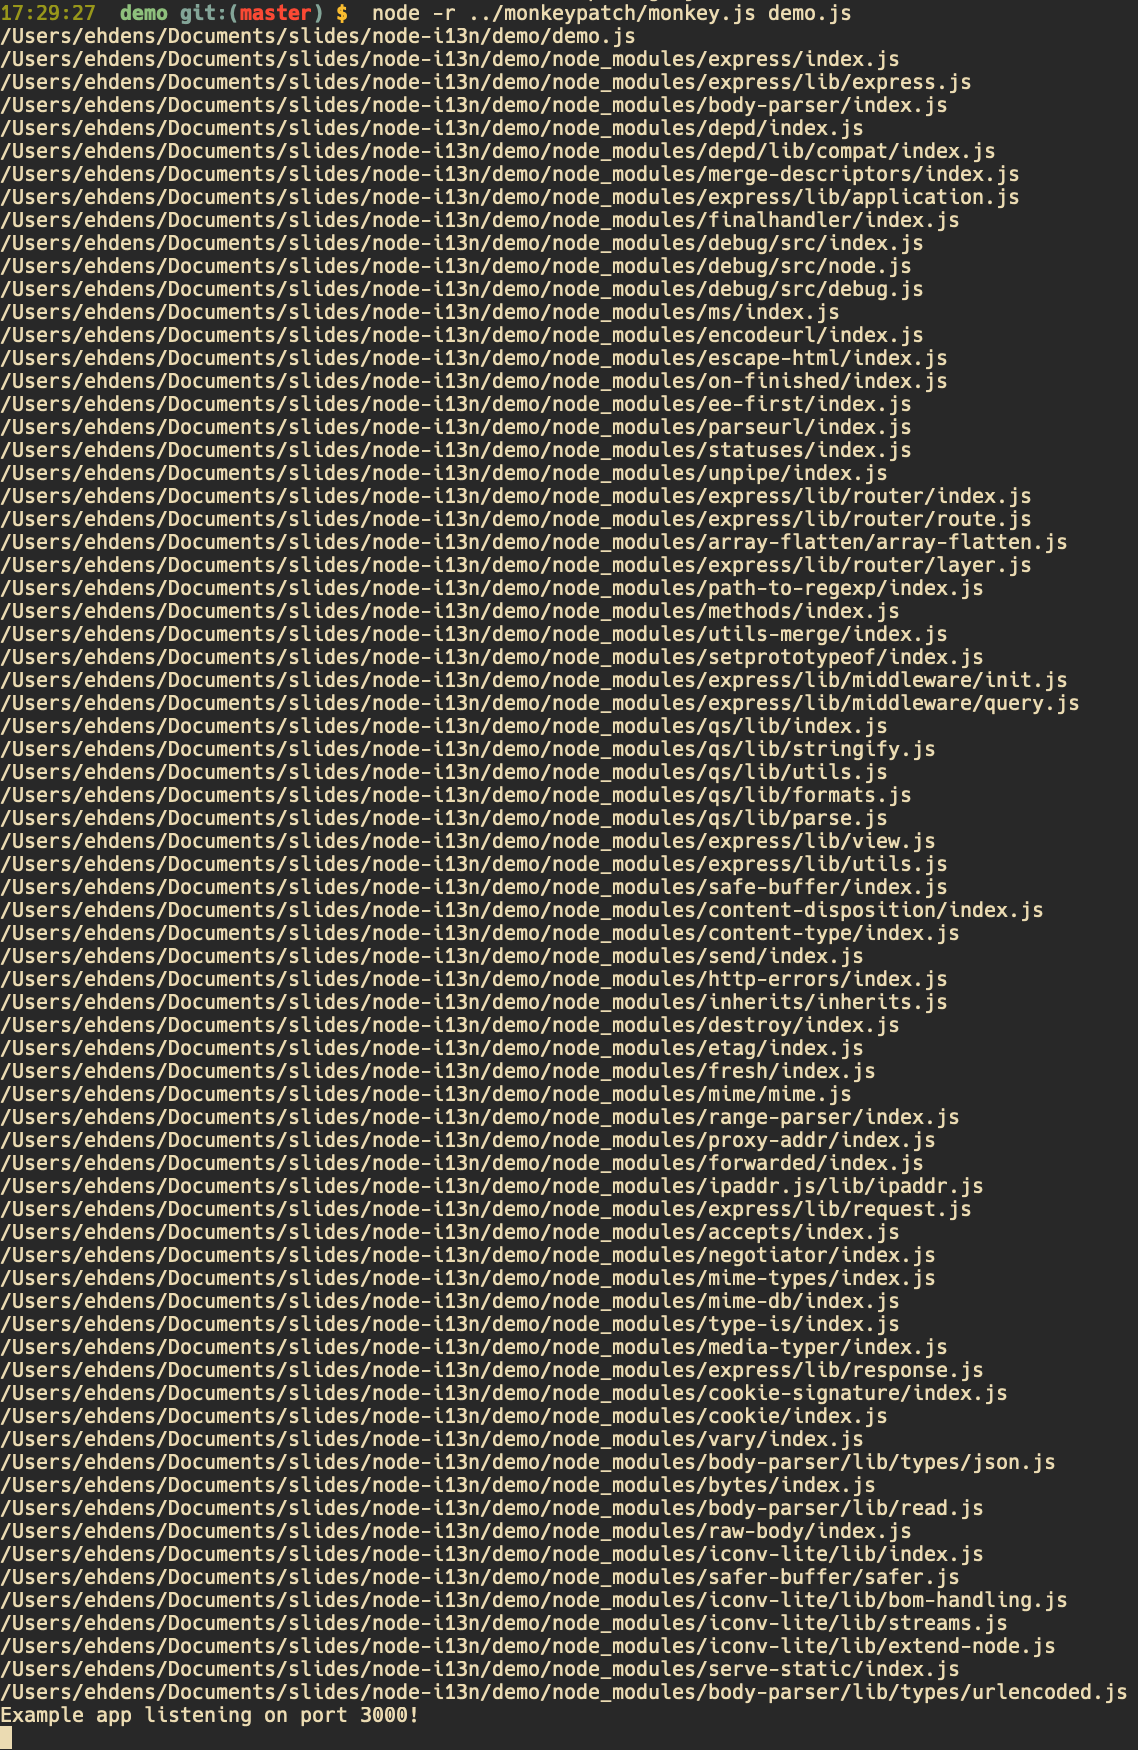 17:29:27  demo git:(master) $  node -r ../monkeypatch/monkey.js demo.js
/Users/ehdens/Documents/slides/node-i13n/demo/demo.js
/Users/ehdens/Documents/slides/node-i13n/demo/node_modules/express/index.js
/Users/ehdens/Documents/slides/node-i13n/demo/node_modules/express/lib/express.js
/Users/ehdens/Documents/slides/node-i13n/demo/node_modules/body-parser/index.js
/Users/ehdens/Documents/slides/node-i13n/demo/node_modules/depd/index.js
/Users/ehdens/Documents/slides/node-i13n/demo/node_modules/depd/lib/compat/index.js
/Users/ehdens/Documents/slides/node-i13n/demo/node_modules/merge-descriptors/index.js
/Users/ehdens/Documents/slides/node-i13n/demo/node_modules/express/lib/application.js
/Users/ehdens/Documents/slides/node-i13n/demo/node_modules/finalhandler/index.js
/Users/ehdens/Documents/slides/node-i13n/demo/node_modules/debug/src/index.js
/Users/ehdens/Documents/slides/node-i13n/demo/node_modules/debug/src/node.js
/Users/ehdens/Documents/slides/node-i13n/demo/node_modules/debug/src/debug.js
/Users/ehdens/Documents/slides/node-i13n/demo/node_modules/ms/index.js
/Users/ehdens/Documents/slides/node-i13n/demo/node_modules/encodeurl/index.js
/Users/ehdens/Documents/slides/node-i13n/demo/node_modules/escape-html/index.js
/Users/ehdens/Documents/slides/node-i13n/demo/node_modules/on-finished/index.js
/Users/ehdens/Documents/slides/node-i13n/demo/node_modules/ee-first/index.js
/Users/ehdens/Documents/slides/node-i13n/demo/node_modules/parseurl/index.js
/Users/ehdens/Documents/slides/node-i13n/demo/node_modules/statuses/index.js
/Users/ehdens/Documents/slides/node-i13n/demo/node_modules/unpipe/index.js
/Users/ehdens/Documents/slides/node-i13n/demo/node_modules/express/lib/router/index.js
/Users/ehdens/Documents/slides/node-i13n/demo/node_modules/express/lib/router/route.js
/Users/ehdens/Documents/slides/node-i13n/demo/node_modules/array-flatten/array-flatten.js
/Users/ehdens/Documents/slides/node-i13n/demo/node_modules/express/lib/router/layer.js
/Users/ehdens/Documents/slides/node-i13n/demo/node_modules/path-to-regexp/index.js
/Users/ehdens/Documents/slides/node-i13n/demo/node_modules/methods/index.js
/Users/ehdens/Documents/slides/node-i13n/demo/node_modules/utils-merge/index.js
/Users/ehdens/Documents/slides/node-i13n/demo/node_modules/setprototypeof/index.js
/Users/ehdens/Documents/slides/node-i13n/demo/node_modules/express/lib/middleware/init.js
/Users/ehdens/Documents/slides/node-i13n/demo/node_modules/express/lib/middleware/query.js
/Users/ehdens/Documents/slides/node-i13n/demo/node_modules/qs/lib/index.js
/Users/ehdens/Documents/slides/node-i13n/demo/node_modules/qs/lib/stringify.js
/Users/ehdens/Documents/slides/node-i13n/demo/node_modules/qs/lib/utils.js
/Users/ehdens/Documents/slides/node-i13n/demo/node_modules/qs/lib/formats.js
/Users/ehdens/Documents/slides/node-i13n/demo/node_modules/qs/lib/parse.js
/Users/ehdens/Documents/slides/node-i13n/demo/node_modules/express/lib/view.js
/Users/ehdens/Documents/slides/node-i13n/demo/node_modules/express/lib/utils.js
/Users/ehdens/Documents/slides/node-i13n/demo/node_modules/safe-buffer/index.js
/Users/ehdens/Documents/slides/node-i13n/demo/node_modules/content-disposition/index.js
/Users/ehdens/Documents/slides/node-i13n/demo/node_modules/content-type/index.js
/Users/ehdens/Documents/slides/node-i13n/demo/node_modules/send/index.js
/Users/ehdens/Documents/slides/node-i13n/demo/node_modules/http-errors/index.js
/Users/ehdens/Documents/slides/node-i13n/demo/node_modules/inherits/inherits.js
/Users/ehdens/Documents/slides/node-i13n/demo/node_modules/destroy/index.js
/Users/ehdens/Documents/slides/node-i13n/demo/node_modules/etag/index.js
/Users/ehdens/Documents/slides/node-i13n/demo/node_modules/fresh/index.js
/Users/ehdens/Documents/slides/node-i13n/demo/node_modules/mime/mime.js
/Users/ehdens/Documents/slides/node-i13n/demo/node_modules/range-parser/index.js
/Users/ehdens/Documents/slides/node-i13n/demo/node_modules/proxy-addr/index.js
/Users/ehdens/Documents/slides/node-i13n/demo/node_modules/forwarded/index.js
/Users/ehdens/Documents/slides/node-i13n/demo/node_modules/ipaddr.js/lib/ipaddr.js
/Users/ehdens/Documents/slides/node-i13n/demo/node_modules/express/lib/request.js
/Users/ehdens/Documents/slides/node-i13n/demo/node_modules/accepts/index.js
/Users/ehdens/Documents/slides/node-i13n/demo/node_modules/negotiator/index.js
/Users/ehdens/Documents/slides/node-i13n/demo/node_modules/mime-types/index.js
/Users/ehdens/Documents/slides/node-i13n/demo/node_modules/mime-db/index.js
/Users/ehdens/Documents/slides/node-i13n/demo/node_modules/type-is/index.js
/Users/ehdens/Documents/slides/node-i13n/demo/node_modules/media-typer/index.js
/Users/ehdens/Documents/slides/node-i13n/demo/node_modules/express/lib/response.js
/Users/ehdens/Documents/slides/node-i13n/demo/node_modules/cookie-signature/index.js
/Users/ehdens/Documents/slides/node-i13n/demo/node_modules/cookie/index.js
/Users/ehdens/Documents/slides/node-i13n/demo/node_modules/vary/index.js
/Users/ehdens/Documents/slides/node-i13n/demo/node_modules/body-parser/lib/types/json.js
/Users/ehdens/Documents/slides/node-i13n/demo/node_modules/bytes/index.js
/Users/ehdens/Documents/slides/node-i13n/demo/node_modules/body-parser/lib/read.js
/Users/ehdens/Documents/slides/node-i13n/demo/node_modules/raw-body/index.js
/Users/ehdens/Documents/slides/node-i13n/demo/node_modules/iconv-lite/lib/index.js
/Users/ehdens/Documents/slides/node-i13n/demo/node_modules/safer-buffer/safer.js
/Users/ehdens/Documents/slides/node-i13n/demo/node_modules/iconv-lite/lib/bom-handling.js
/Users/ehdens/Documents/slides/node-i13n/demo/node_modules/iconv-lite/lib/streams.js
/Users/ehdens/Documents/slides/node-i13n/demo/node_modules/iconv-lite/lib/extend-node.js
/Users/ehdens/Documents/slides/node-i13n/demo/node_modules/serve-static/index.js
/Users/ehdens/Documents/slides/node-i13n/demo/node_modules/body-parser/lib/types/urlencoded.js
Example app listening on port 3000!